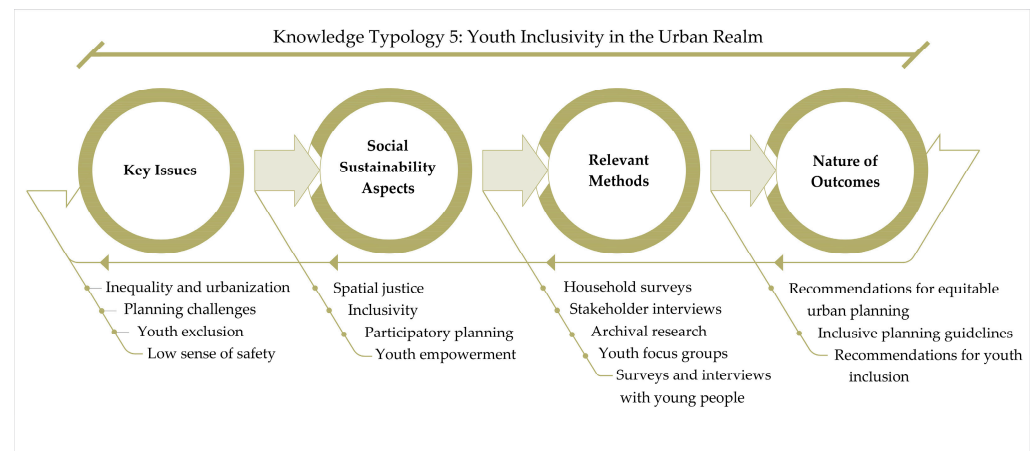 Knowledge Typology 5: Youth Inclusivity in the Urban Realm
Key Issues
Social
Sustainability
Aspects
Relevant
Methods
Nature of
Outcomes
Inequality and urbanization
Planning challenges
Youth exclusion
Low sense of safety
Spatial justice
Inclusivity
Participatory planning
Youth empowerment
Household surveys
Stakeholder interviews
Archival research
Youth focus groups
Surveys and interviews
with young people
Recommendations for equitable
urban planning
Inclusive planning guidelines
Recommendations for youth
inclusion